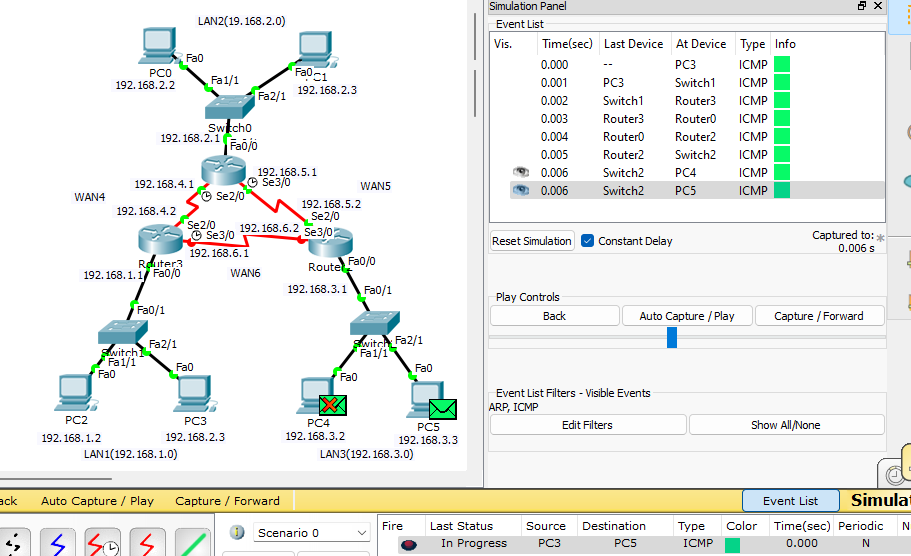 LAN2(19.168.2.0)
Fa0
PC0
192.168.2.2
Fa1/1
Fa0
PC1
192.168.2.3
Fa2/1
Switch0
192.168.2.1
Fa0/0
192.168.5.1
Se3/0
WAN4
192.168.4.1
Se2/0
WAN5
192.168.4.2
192.168.5.2
Se2/0
Se2/0
Se3/0
192.168.6.2
Se3/0
Router3
192.168.6.1
Router
Fa0/0
192.168.1.1
Fa0/0
WAN6
192.168.3.1
Fa0/1
Fa0/1
Switch1
Fa2/1
Fa1/1
Fa0
Fa0
Switch
Fa2/1
Fa1/1
Fa0
Fa0
PC2
PC3
PC4
PC5
192.168.1.2
192.168.2.3
192.168.3.2
192.168.3.3
LAN1(192.168.1.0)
LAN3(192.168.3.0)
Simulation Panel
Event List
Vis. Time(sec) Last Device At Device Type Info
0.000 -- PC3 ICMP
0.001 PC3 Switch1 ICMP
0.002 Switch1 Router3 ICMP
0.003 Router3 Router0 ICMP
0.004 Router0 Router2 ICMP
0.005 Router2 Switch2 ICMP
0.006 Switch2 PC4 ICMP
0.006 Switch2 PC5 ICMP
Reset Simulation Constant Delay Captured to: *
0.006 s
Play Controls
Back Auto Capture / Play Capture / Forward
Event List Filters - Visible Events
ARP, ICMP
Edit Filters Show All/None
ack Auto Capture / Play Capture / Forward Event List Simula
Scenario 0
Fire Last Status Source Destination Type Color Time(sec) Periodic N
In Progress PC3 PC5 ICMP 0.000 N